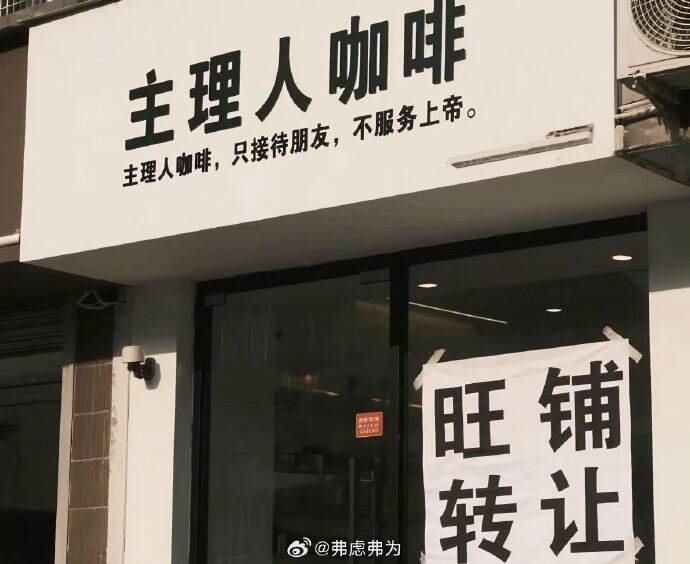 主理人咖啡
主理人咖啡，只接待朋友，不服务上帝。
旺铺
转让
@弗虑弗为